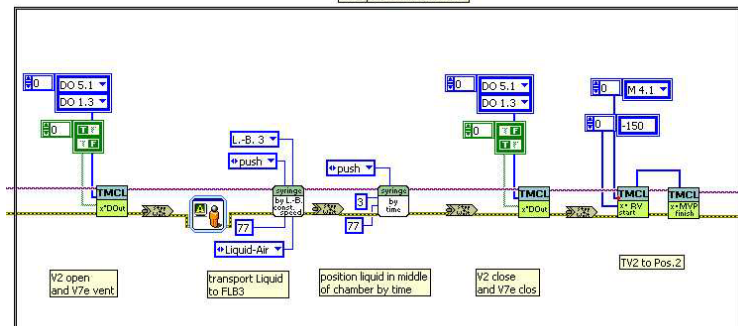 0
DO 5.1
DO 1.3
0
T F
T F
TMCL
x*DOut
V2 open
and V7e vent
A
transport Liquid
to FLB3
L.-B. 3
push
syringe
by L.-B.
const.
speed
77
Liquid-Air
push
syringe
by
time
3
77
position liquid in middle
of chamber by time
0
DO 5.1
DO 1.3
0
T F
T F
TMCL
x*DOut
V2 close
and V7e clos
0
M 4.1
0
-150
TMCL
x* RV
start
TMCL
x*MVP
finish
TV2 to Pos.2